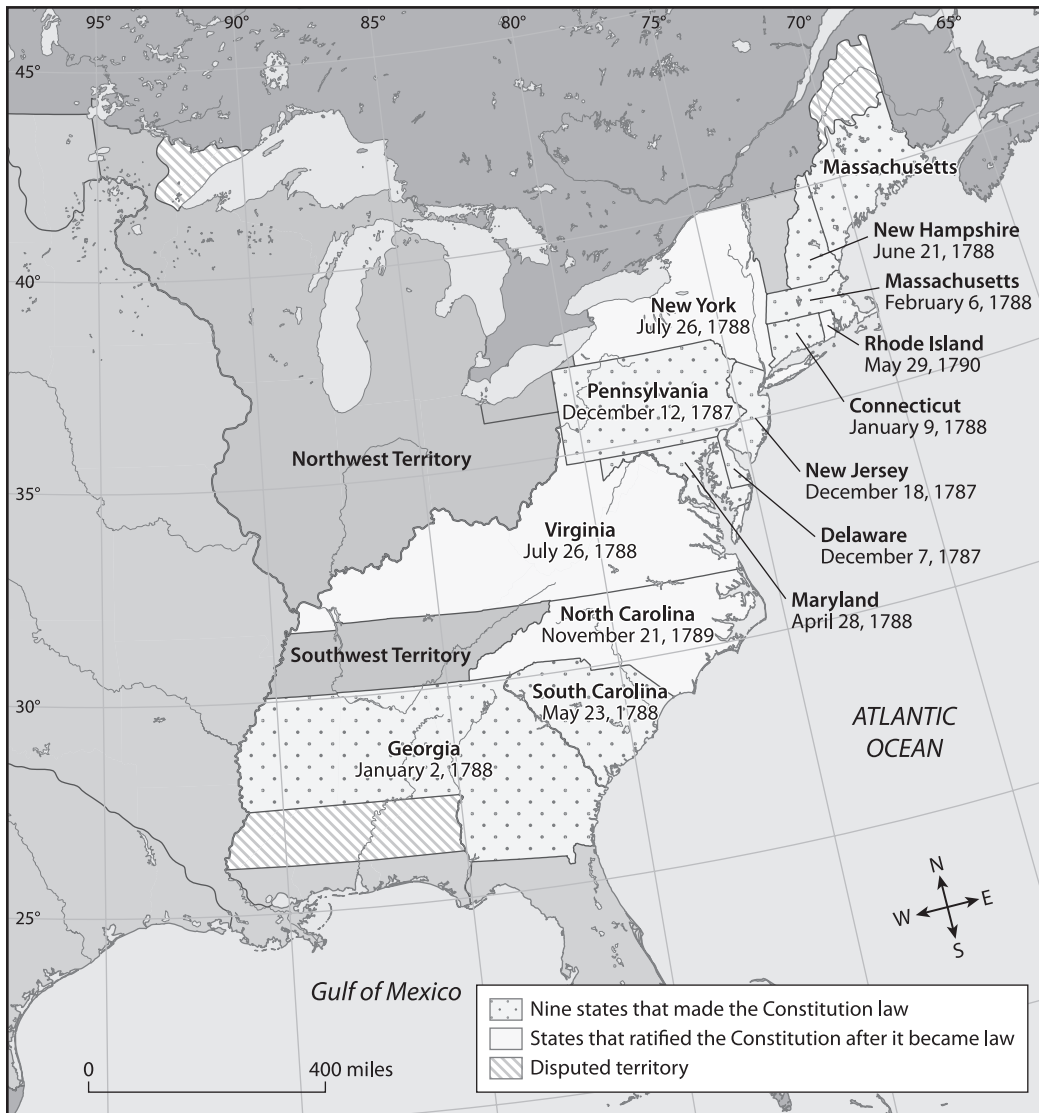 95°
90°
85°
80°
75°
70°
65°
45°
40°
35°
30°
25°
Massachusetts
New Hampshire
June 21, 1788
Massachusetts
February 6, 1788
New York
July 26, 1788
Rhode Island
May 29, 1790
Pennsylvania
December 12, 1787
Connecticut
January 9, 1788
Northwest Territory
New Jersey
December 18, 1787
Virginia
July 26, 1788
Delaware
December 7, 1787
Maryland
April 28, 1788
North Carolina
November 21, 1789
Southwest Territory
South Carolina
May 23, 1788
Georgia
January 2, 1788
ATLANTIC
OCEAN
N
W
E
S
Gulf of Mexico
Nine states that made the Constitution law
States that ratified the Constitution after it became law
Disputed territory
0
400 miles